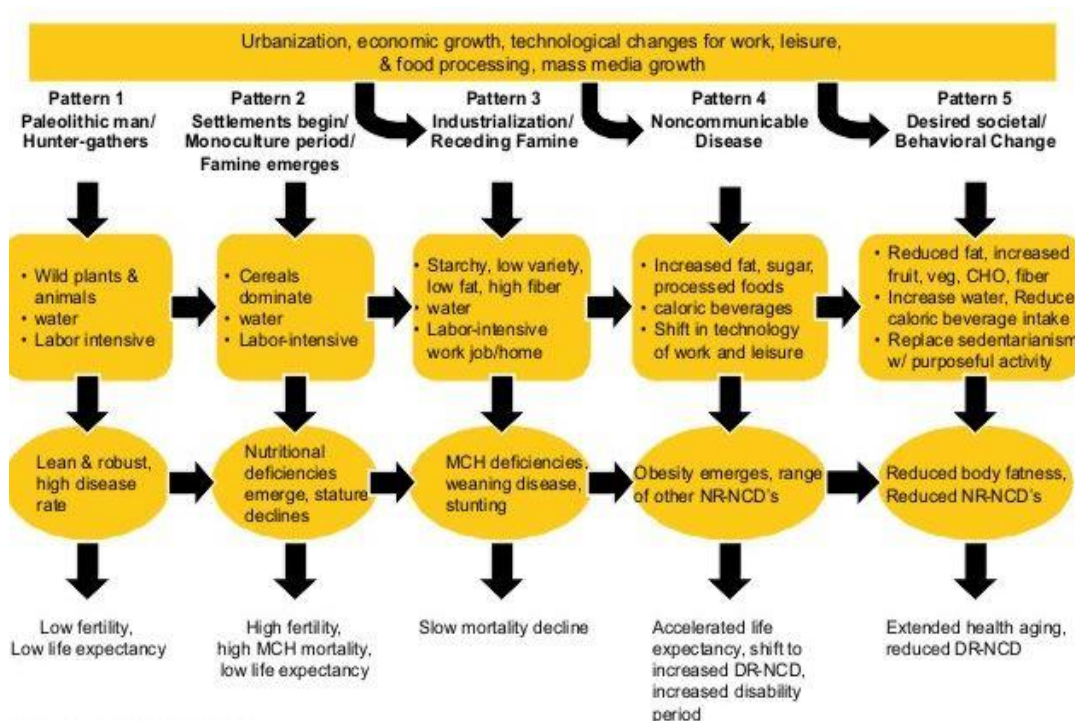 Urbanization, economic growth, technological changes for work, leisure,
& food processing, mass media growth
Pattern 1
Paleolithic man/
Hunter-gathers
Pattern 2
Settlements begin/
Monoculture period/
Famine emerges
Pattern 3
Industrialization/
Receding Famine
Pattern 4
Noncommunicable
Disease
Pattern 5
Desired societal/
Behavioral Change
• Wild plants &
animals
• water
• Labor intensive
• Cereals
dominate
• water
• Labor-intensive
• Starchy, low variety,
low fat, high fiber
• water
• Labor-intensive
work job/home
• Increased fat, sugar,
processed foods
• caloric beverages
• Shift in technology
of work and leisure
• Reduced fat, increased
fruit, veg, CHO, fiber
• Increase water, Reduce
caloric beverage intake
• Replace sedentarianism
w/ purposeful activity
Lean & robust,
high disease
rate
Nutritional
deficiencies
emerge, stature
declines
MCH deficiencies,
weaning disease,
stunting
Obesity emerges, range
of other NR-NCD's
Reduced body fatness,
Reduced NR-NCD's
Low fertility,
Low life expectancy
High fertility,
high MCH mortality,
low life expectancy
Slow mortality decline
Accelerated life
expectancy, shift to
increased DR-NCD,
increased disability
period
Extended health aging,
reduced DR-NCD